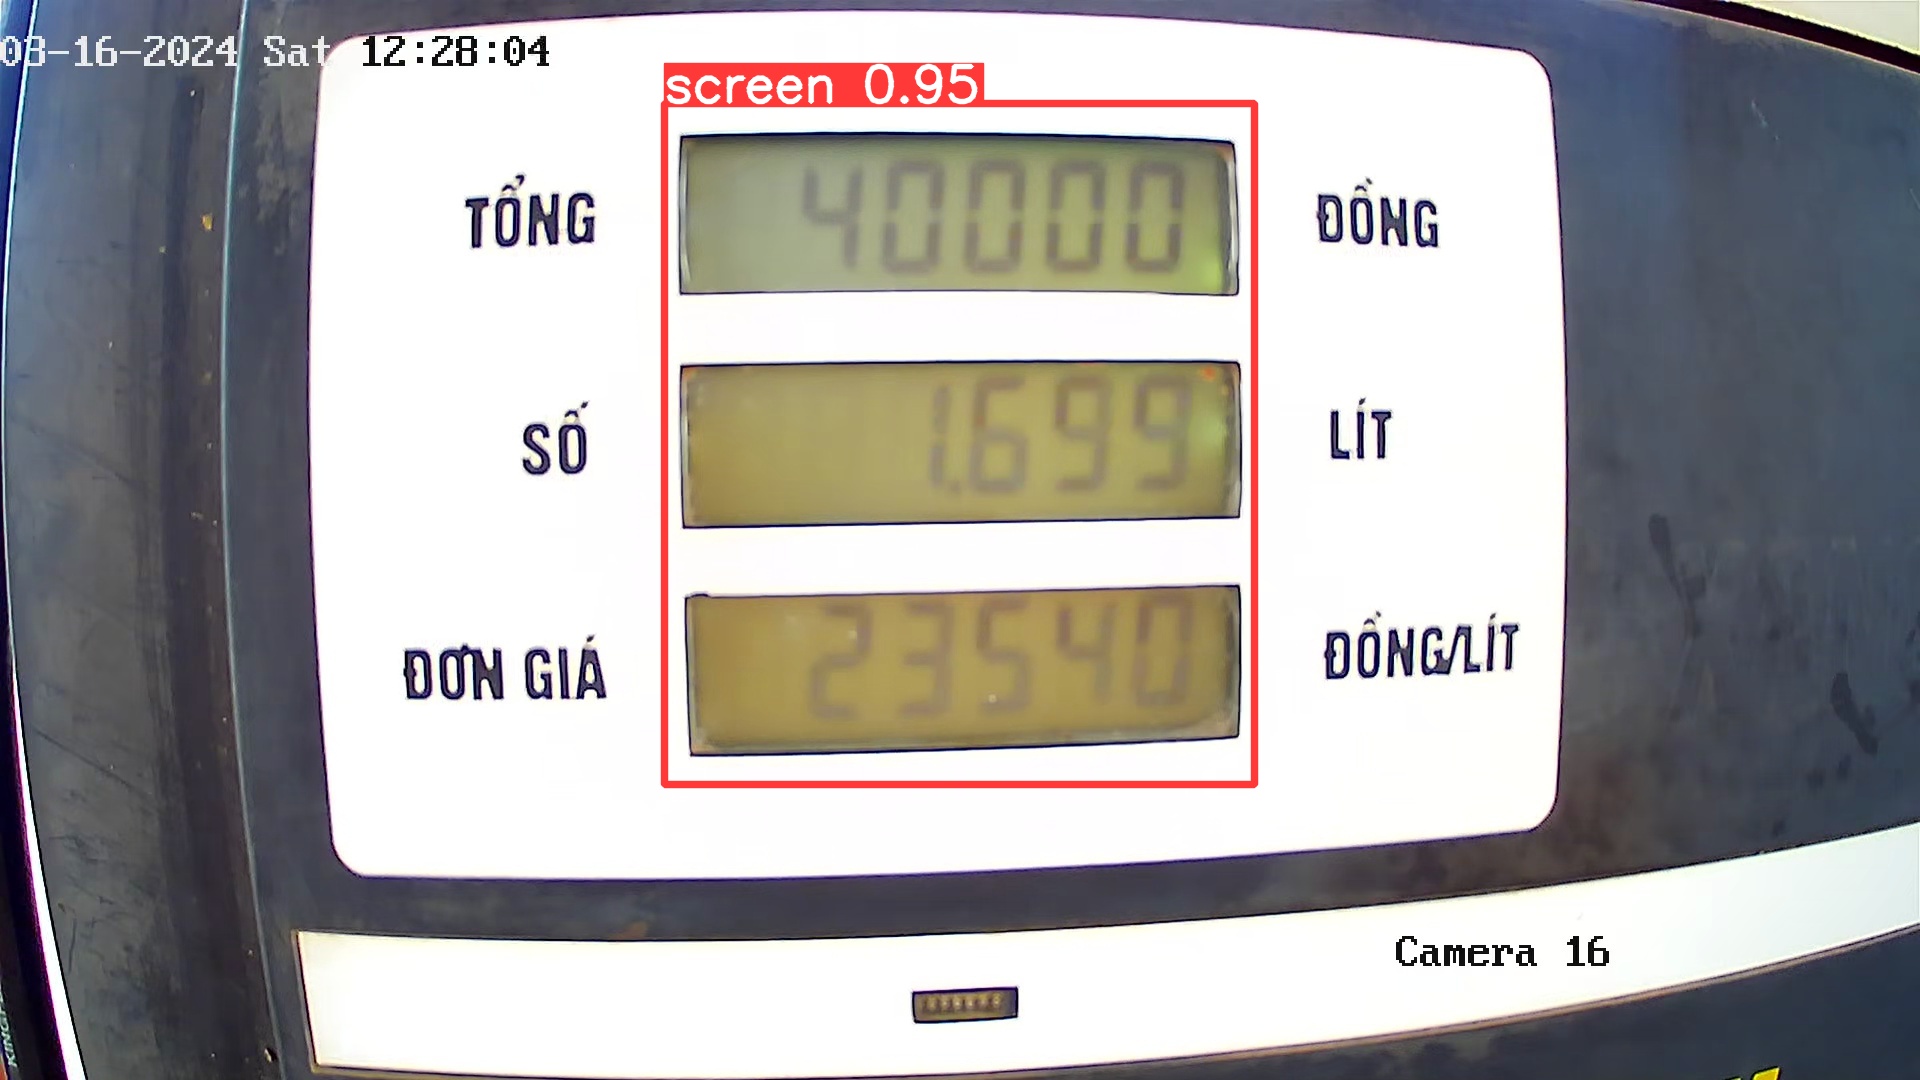 03-16-2024 Sat 12:28:04
screen 0.95
TỔNG 40000 ĐỒNG
SỐ 1.699 LÍT
ĐƠN GIÁ 23540 ĐỒNG/LÍT
Camera 16